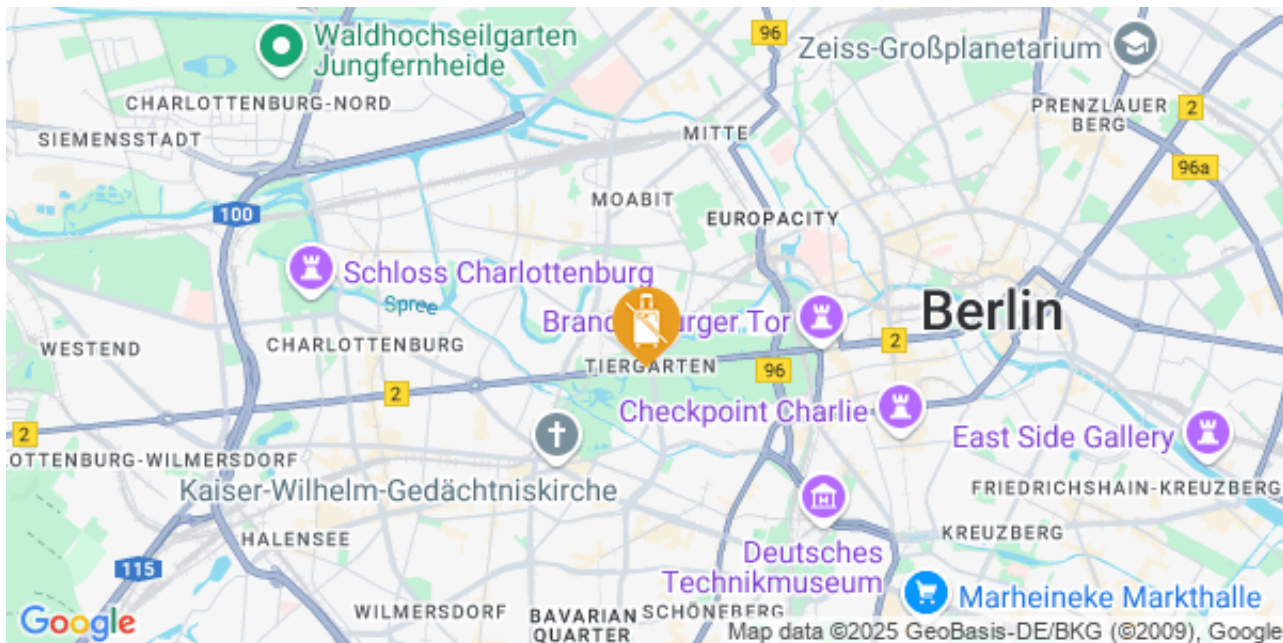 Waldhochseilgarten
Jungfernheide
96
Zeiss-Großplanetarium
CHARLOTTENBURG-NORD
PRENZLAUER
BERG
2
SIEMENSSTADT
MITTE
96a
MOABIT
100
EUROPACITY
Schloss Charlottenburg
Spree
Berlin
Tor
WESTEND
CHARLOTTENBURG
2
TIERGARTEN
96
2
Checkpoint Charlie
2
East Side Gallery
LOTTENBURG-WILMERSDORF
Kaiser-Wilhelm-Gedächtniskirche
FRIEDRICHSHAIN-KREUZBERG
HALENSEE
KREUZBERG
115
Deutsches
Technikmuseum
Marheineke Markthalle
WILMERSDORF
BAVARIAN
QUARTER
SCHÖNEBERG
Google
Map data ©2025 GeoBasis-DE/BKG (©2009), Google